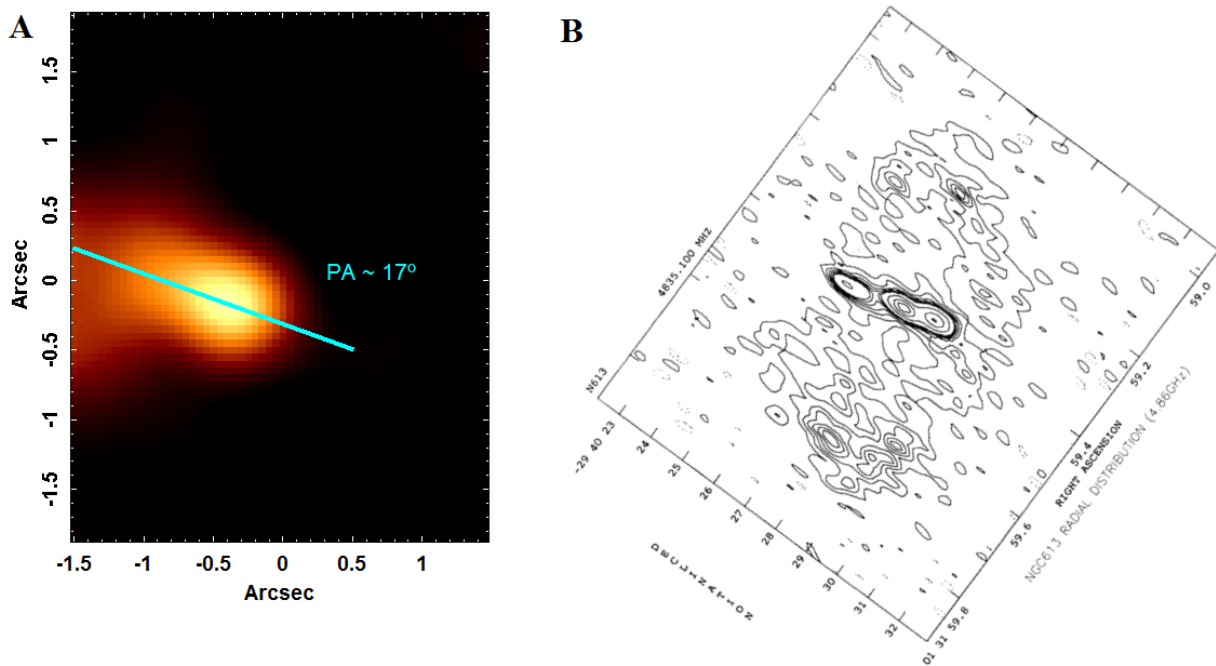 A
B
PA ~ 17º
1.5
1
0.5
0
-0.5
-1
-1.5
Arcsec
-1.5
-1
-0.5
0
0.5
1
Arcsec
4835.100 MHz
N613
-29 40 23
24
25
26
27
28
29
30
31
32
DECLINATION
59.0
59.2
59.4
59.6
01 31 59.8
RIGHT ASCENSION
NGC613 RADIAL DISTRIBUTION (4.86GHz)